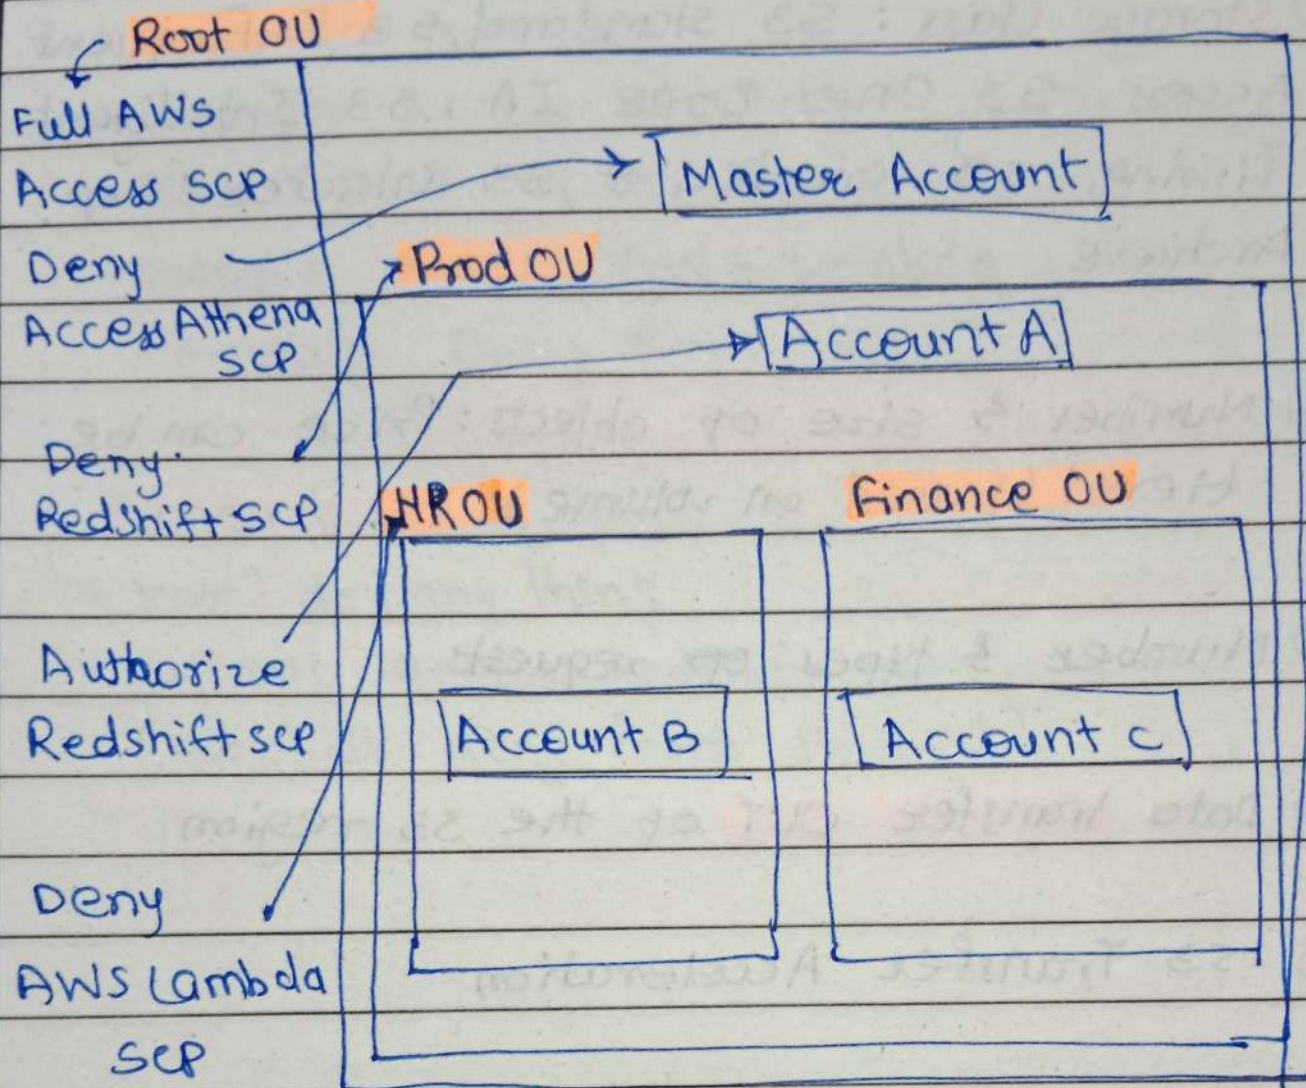 Root OU
Full AWS
Access SCP
Master Account
Deny
Prod OU
Access Athena
SCP
Account A
Deny
Redshift SCP
HR OU
Finance OU
Authorize
Redshift SCP
Account B
Account C
Deny
AWS Lambda
SCP